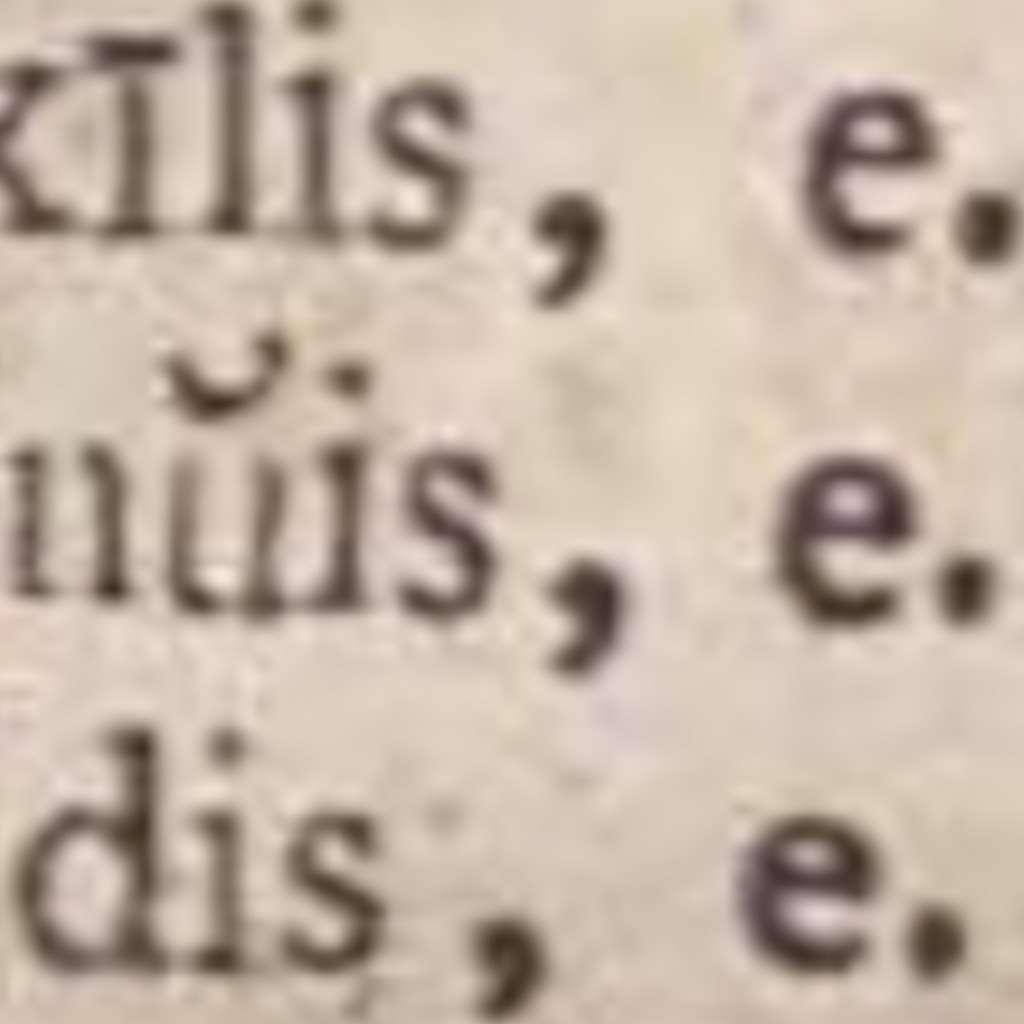 xīlis, e.
nŭis, e.
dis, e.